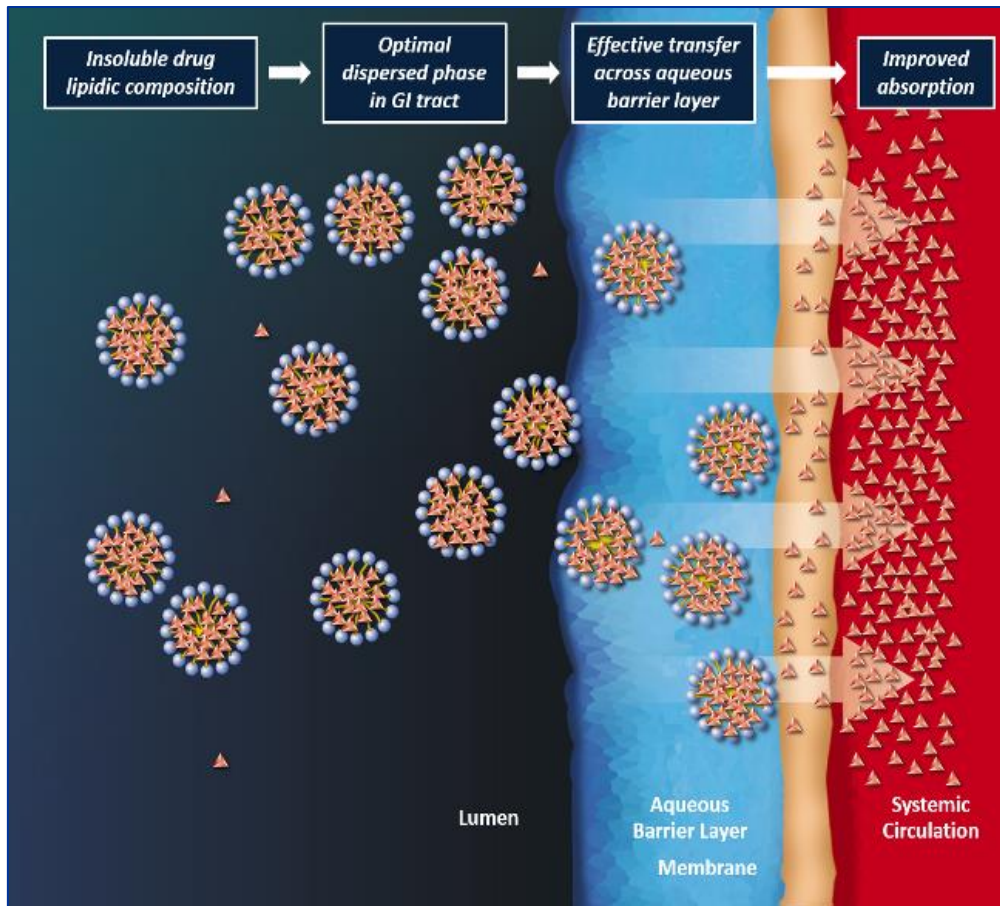 Insoluble drug
lipidic composition
Optimal
dispersed phase
in GI tract
Effective transfer
across aqueous
barrier layer
Improved
absorption
Lumen
Aqueous
Barrier Layer
Membrane
Systemic
Circulation